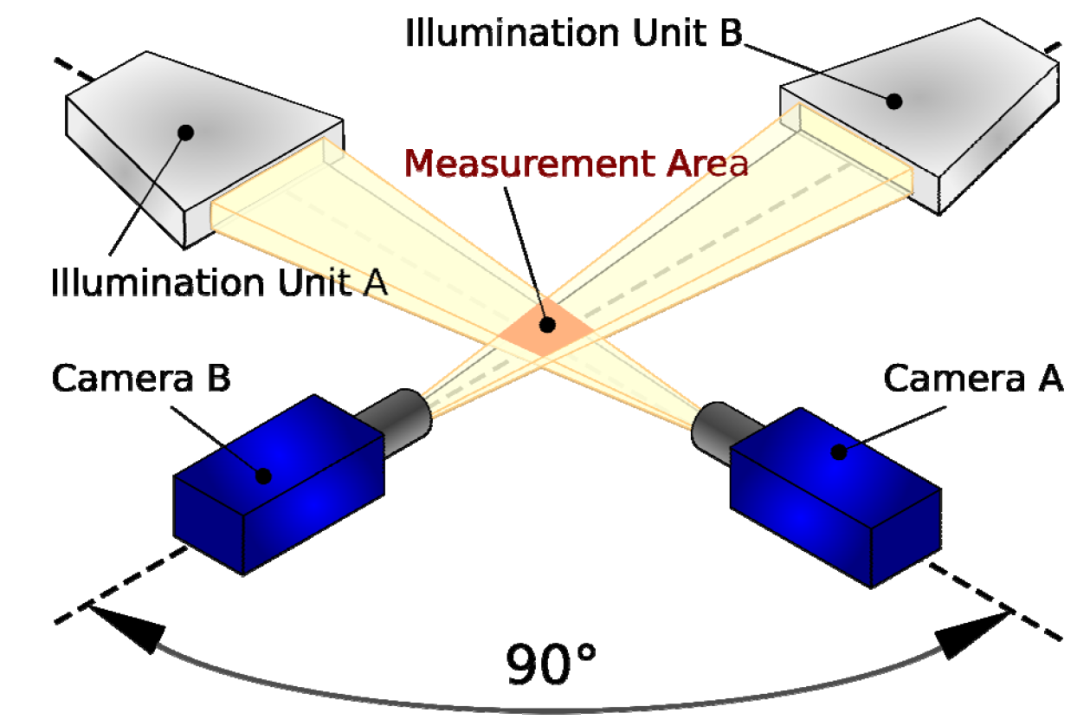 Illumination Unit B
Measurement Area
Illumination Unit A
Camera B
Camera A
90°